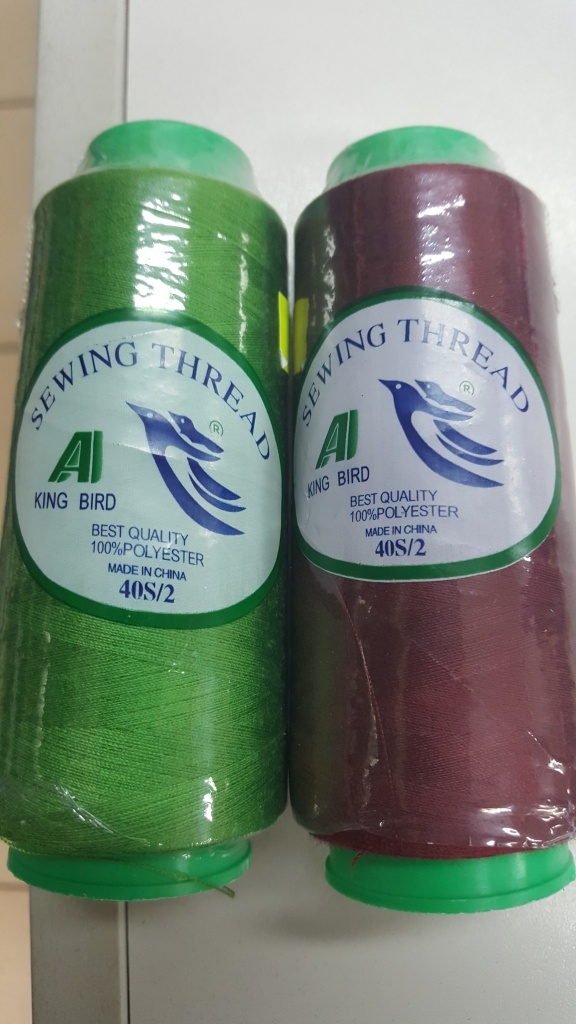 SEWING THREAD
®
AI
KING BIRD
BEST QUALITY
100%POLYESTER
MADE IN CHINA
40S/2
SEWING THREAD
®
AI
KING BIRD
BEST QUALITY
100%POLYESTER
MADE IN CHINA
40S/2